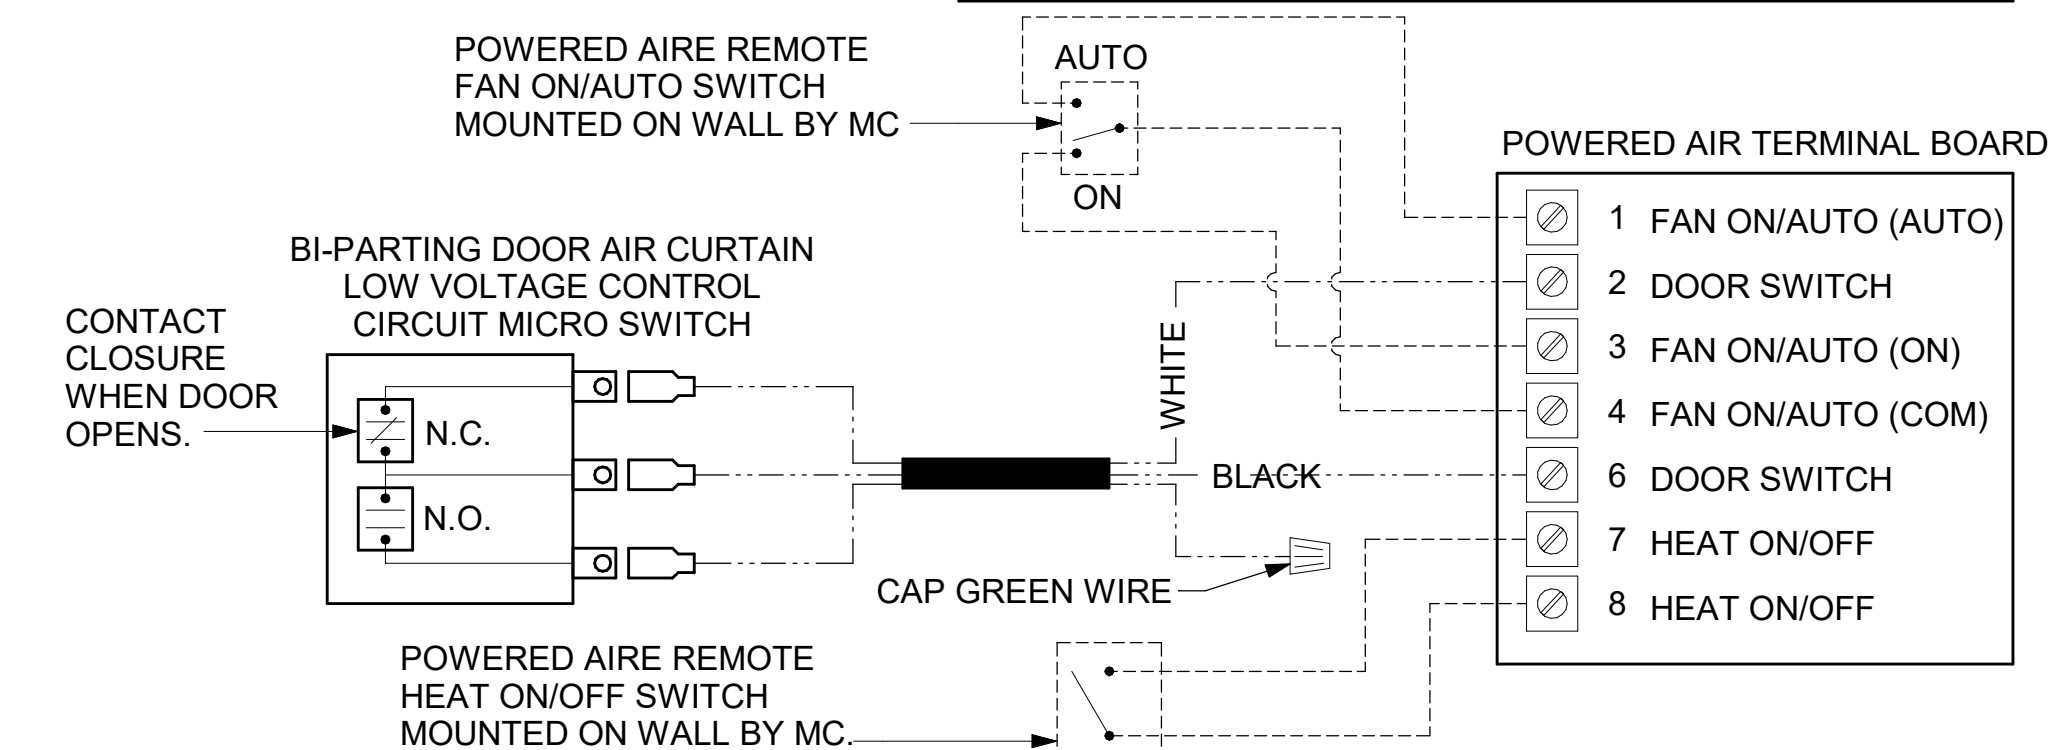 POWERED AIRE REMOTE
FAN ON/AUTO SWITCH
MOUNTED ON WALL BY MC
AUTO
ON
POWERED AIR TERMINAL BOARD
1 FAN ON/AUTO (AUTO)
2 DOOR SWITCH
3 FAN ON/AUTO (ON)
4 FAN ON/AUTO (COM)
6 DOOR SWITCH
7 HEAT ON/OFF
8 HEAT ON/OFF
BI-PARTING DOOR AIR CURTAIN
LOW VOLTAGE CONTROL
CIRCUIT MICRO SWITCH
CONTACT
CLOSURE
WHEN DOOR
OPENS.
N.C.
N.O.
WHITE
BLACK
CAP GREEN WIRE
POWERED AIRE REMOTE
HEAT ON/OFF SWITCH
MOUNTED ON WALL BY MC.